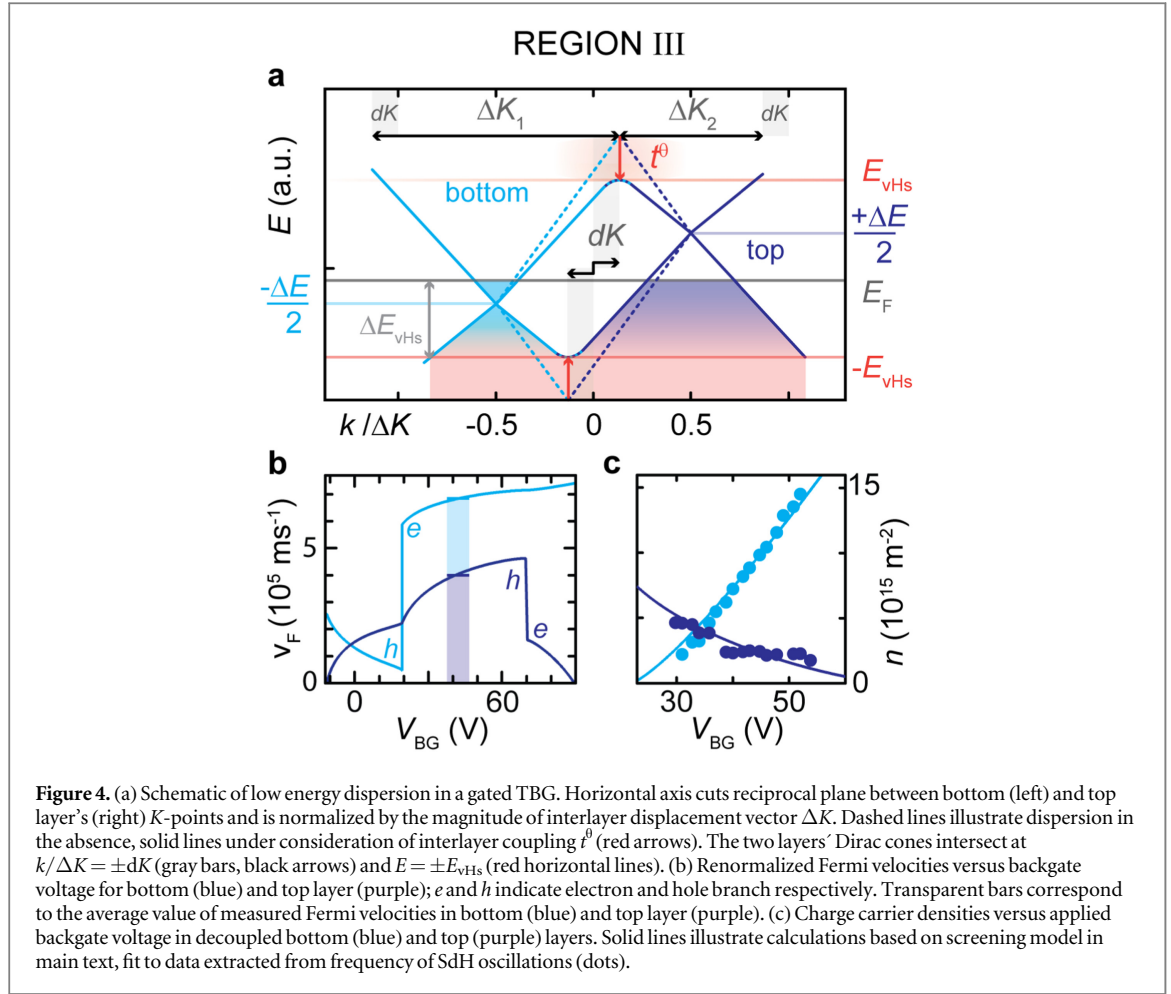 REGION III
a
dK
ΔK₁
ΔK₂
dK
t^θ
E_vHs
bottom
E (a.u.)
+ΔE/2
dK
top
-ΔE/2
E_F
ΔE_vHs
-E_vHs
k /ΔK
-0.5
0
0.5
b
v_F (10⁵ ms⁻¹)
5
0
e
h
h
e
0
60
V_BG (V)
c
15
0
n (10¹⁵ m⁻²)
30
50
V_BG (V)
Figure 4. (a) Schematic of low energy dispersion in a gated TBG. Horizontal axis cuts reciprocal plane between bottom (left) and top
layer's (right) K-points and is normalized by the magnitude of interlayer displacement vector ΔK. Dashed lines illustrate dispersion in
the absence, solid lines under consideration of interlayer coupling t^θ (red arrows). The two layers´ Dirac cones intersect at
k/ΔK = ±dK (gray bars, black arrows) and E = ±E_vHs (red horizontal lines). (b) Renormalized Fermi velocities versus backgate
voltage for bottom (blue) and top layer (purple); e and h indicate electron and hole branch respectively. Transparent bars correspond
to the average value of measured Fermi velocities in bottom (blue) and top layer (purple). (c) Charge carrier densities versus applied
backgate voltage in decoupled bottom (blue) and top (purple) layers. Solid lines illustrate calculations based on screening model in
main text, fit to data extracted from frequency of SdH oscillations (dots).